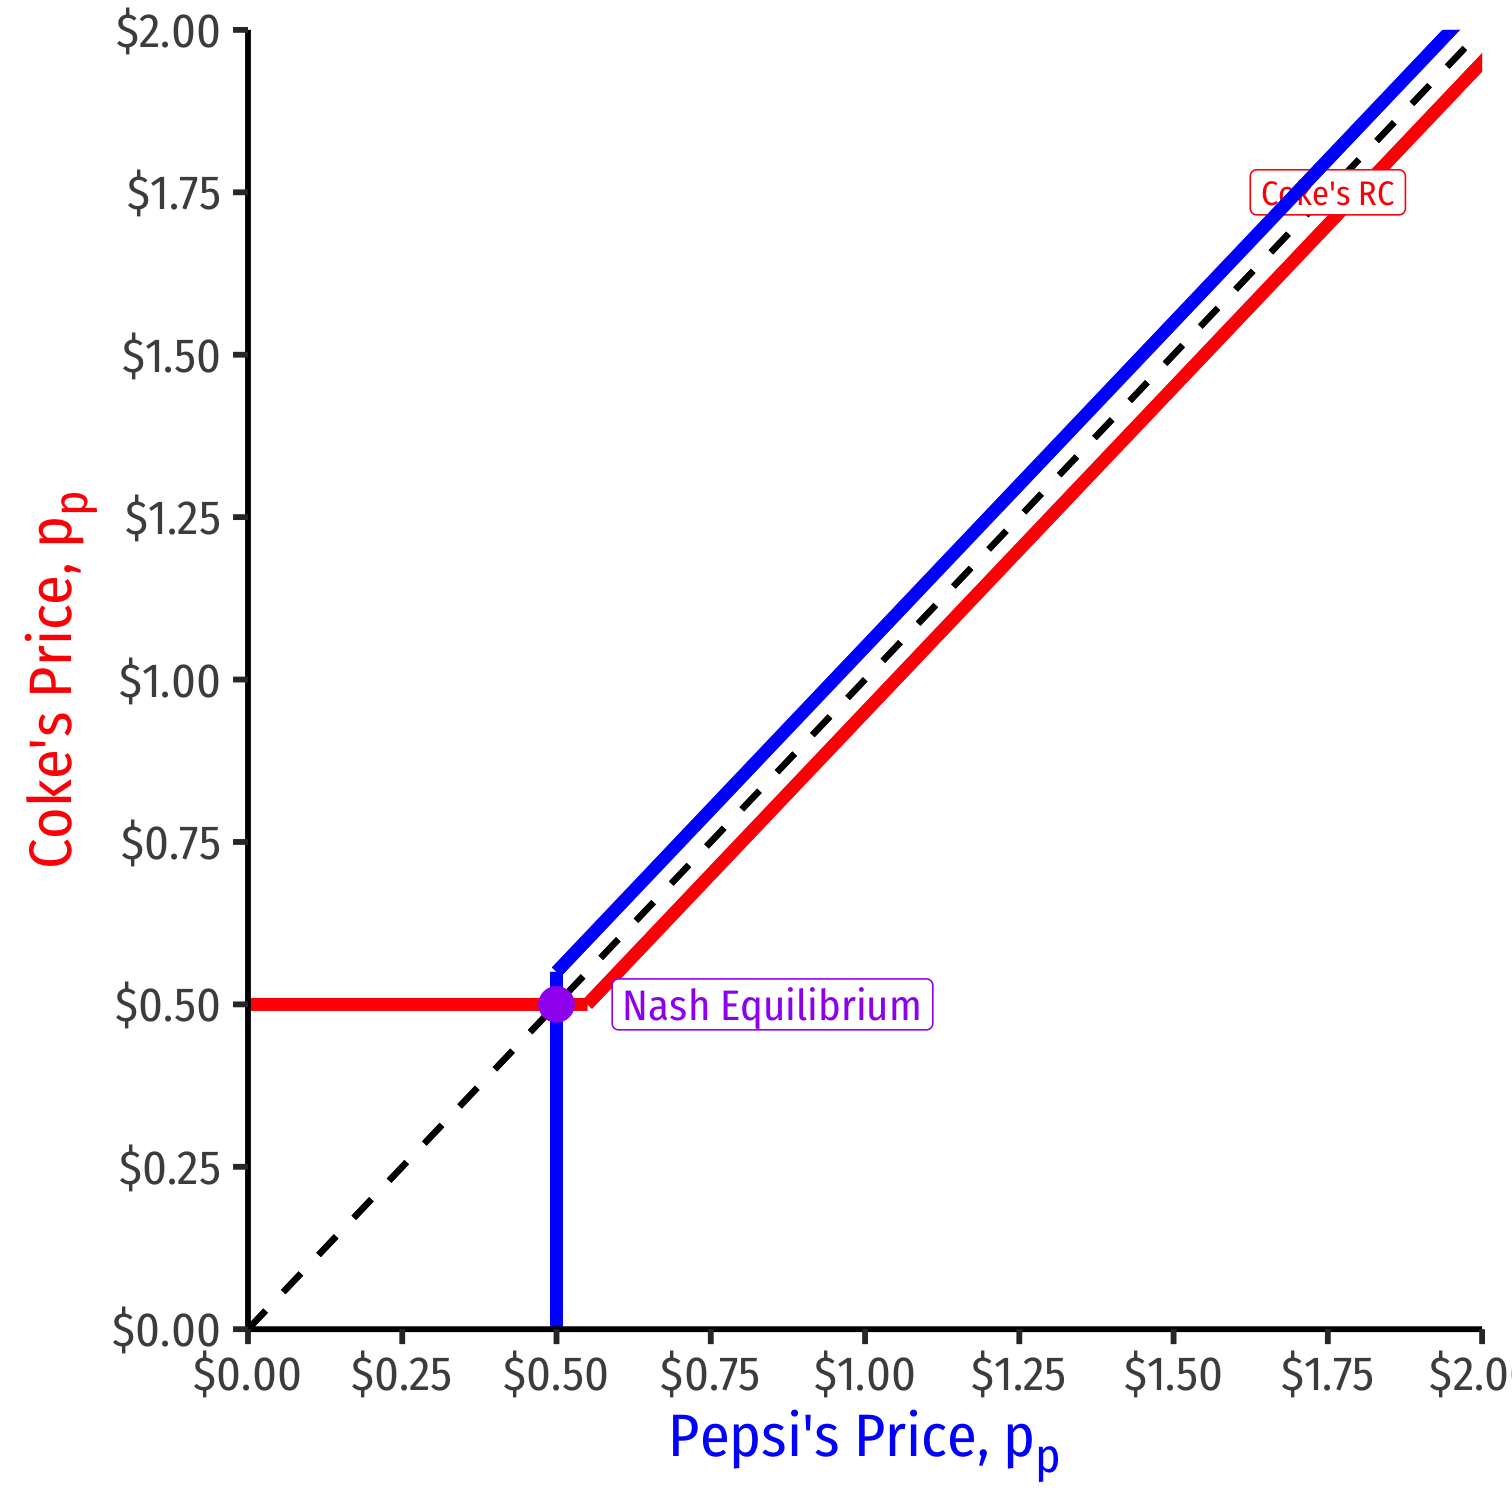 $2.00
$1.75
Coke's RC
$1.50
$1.25
$1.00
Coke's Price, pp
$0.75
$0.50
Nash Equilibrium
$0.25
$0.00
$0.00 $0.25 $0.50 $0.75 $1.00 $1.25 $1.50 $1.75 $2.0
Pepsi's Price, pp